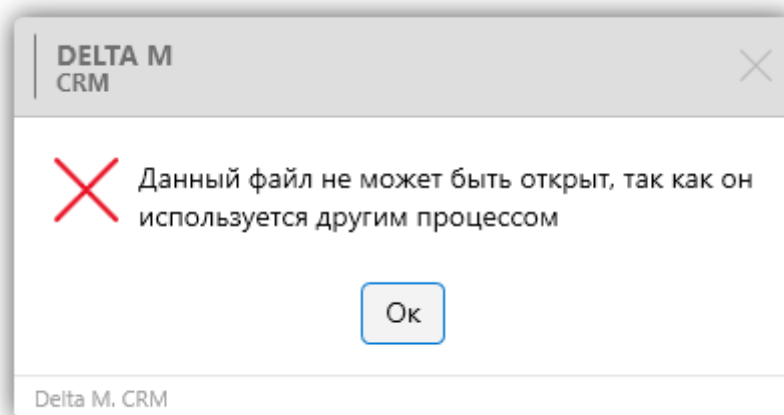 DELTA M
CRM
Данный файл не может быть открыт, так как он
используется другим процессом
Ок
Delta M. CRM